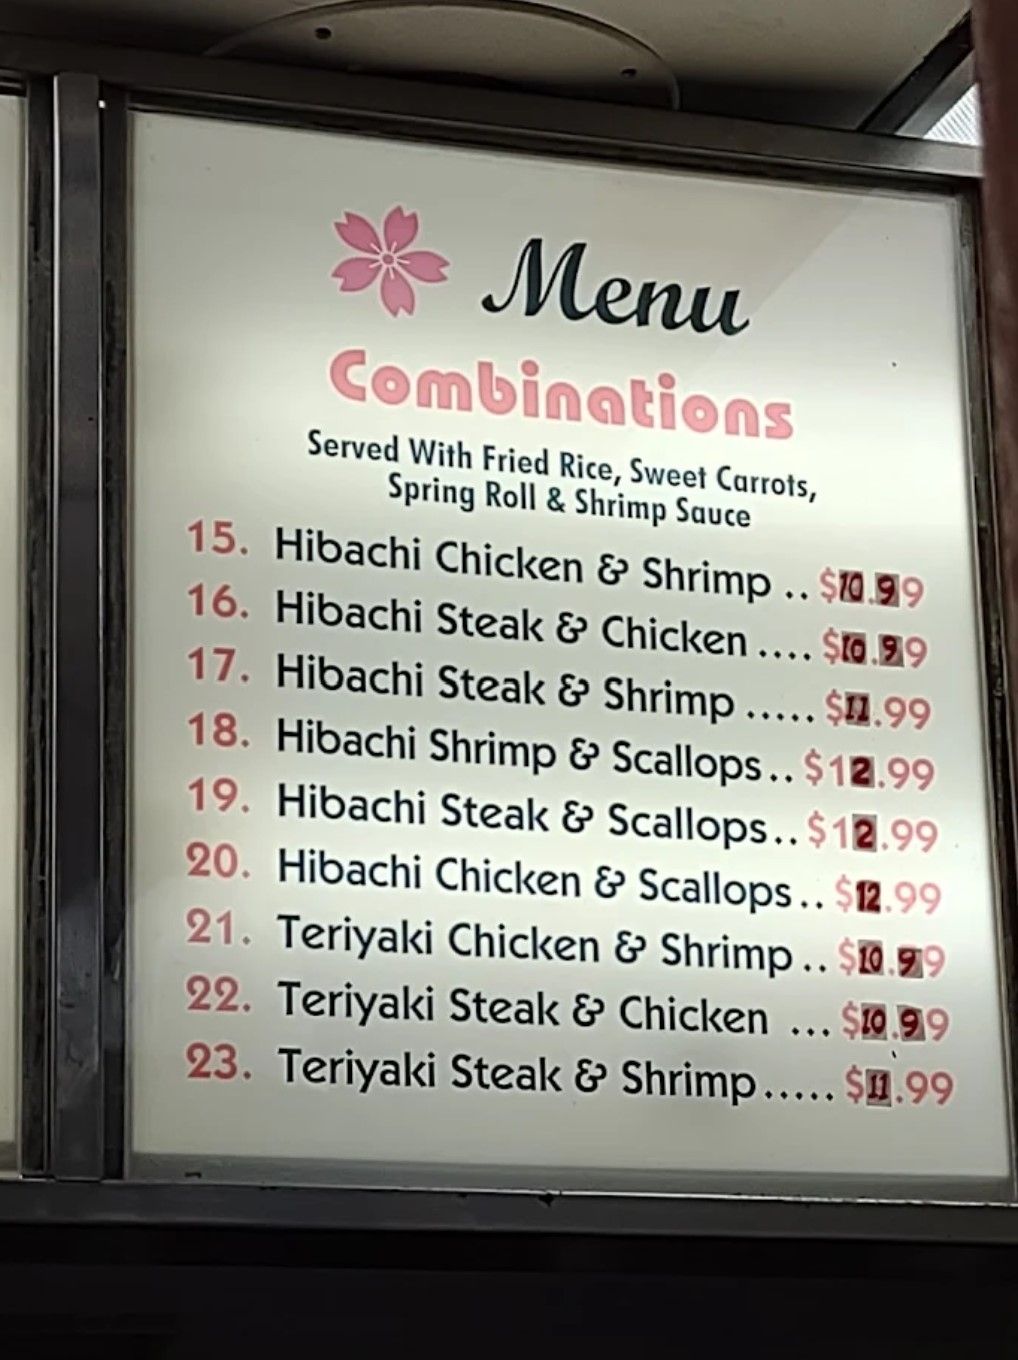 Menu
Combinations
Served With Fried Rice, Sweet Carrots,
Spring Roll & Shrimp Sauce
15. Hibachi Chicken & Shrimp .. $10.99
16. Hibachi Steak & Chicken .... $10.99
17. Hibachi Steak & Shrimp ..... $11.99
18. Hibachi Shrimp & Scallops.. $12.99
19. Hibachi Steak & Scallops.. $12.99
20. Hibachi Chicken & Scallops.. $12.99
21. Teriyaki Chicken & Shrimp .. $10.99
22. Teriyaki Steak & Chicken ... $10.99
23. Teriyaki Steak & Shrimp..... $11.99